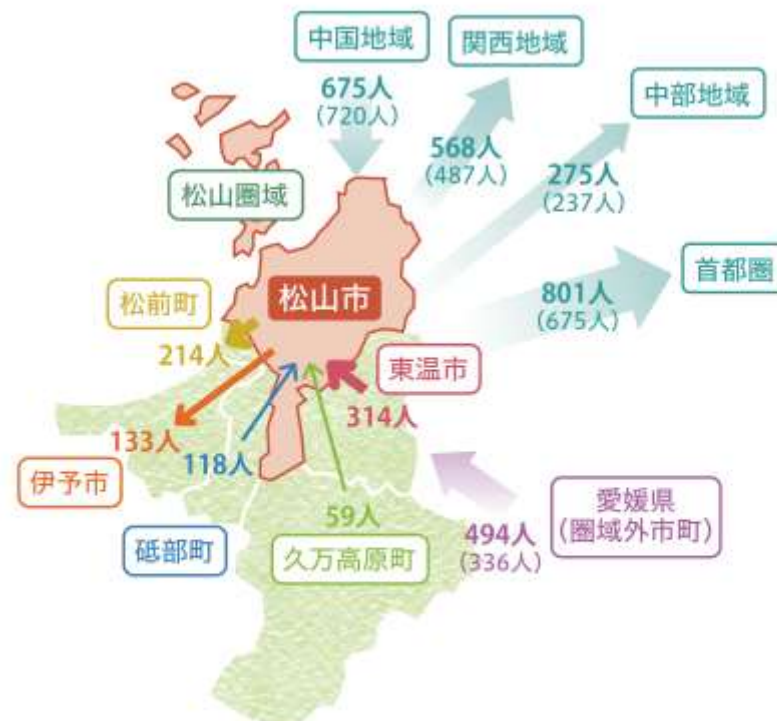 中国地域
関西地域
675人
(720人)
中部地域
568人
(487人)
275人
(237人)
松山圏域
首都圏
松前町
松山市
801人
(675人)
214人
東温市
314人
133人
118人
伊予市
59人
愛媛県
(圏域外市町)
494人
(336人)
砥部町
久万高原町